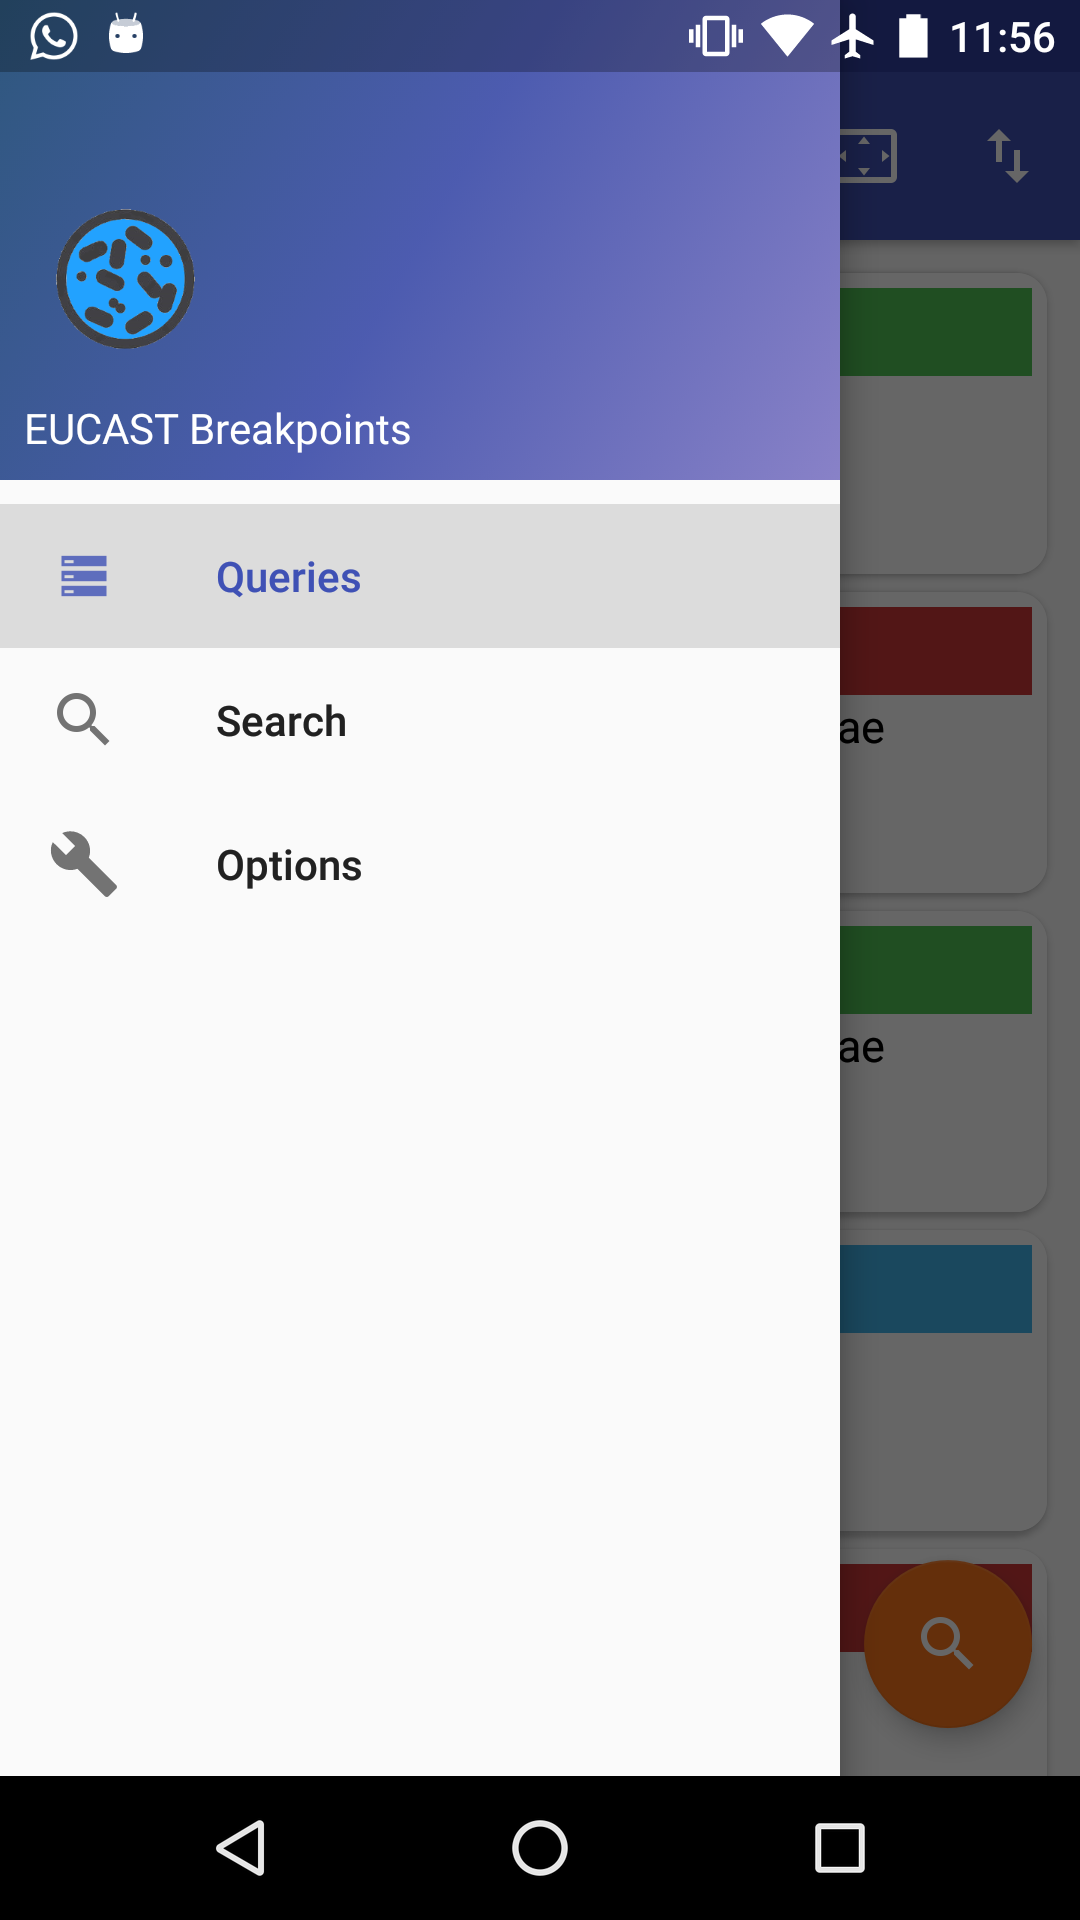 11:56
EUCAST Breakpoints
Queries
Search
ae
Options
ae